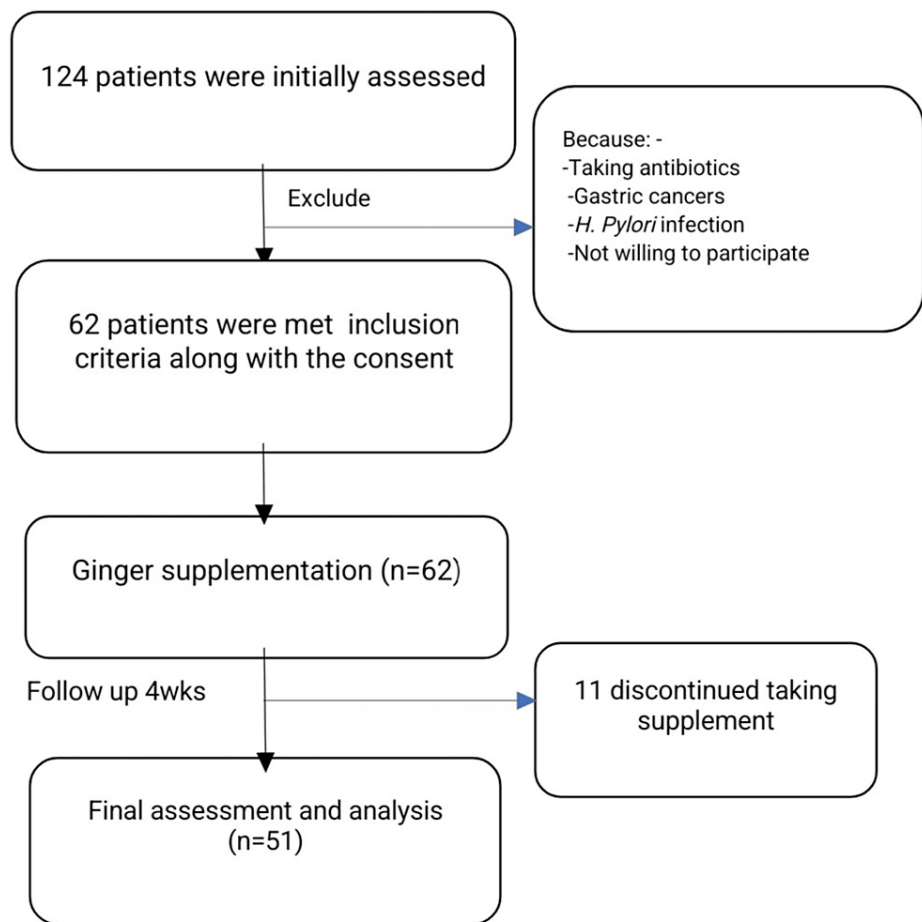 124 patients were initially assessed
Exclude
Because: -
-Taking antibiotics
-Gastric cancers
-H. Pylori infection
-Not willing to participate
62 patients were met inclusion
criteria along with the consent
Ginger supplementation (n=62)
Follow up 4wks
11 discontinued taking
supplement
Final assessment and analysis
(n=51)